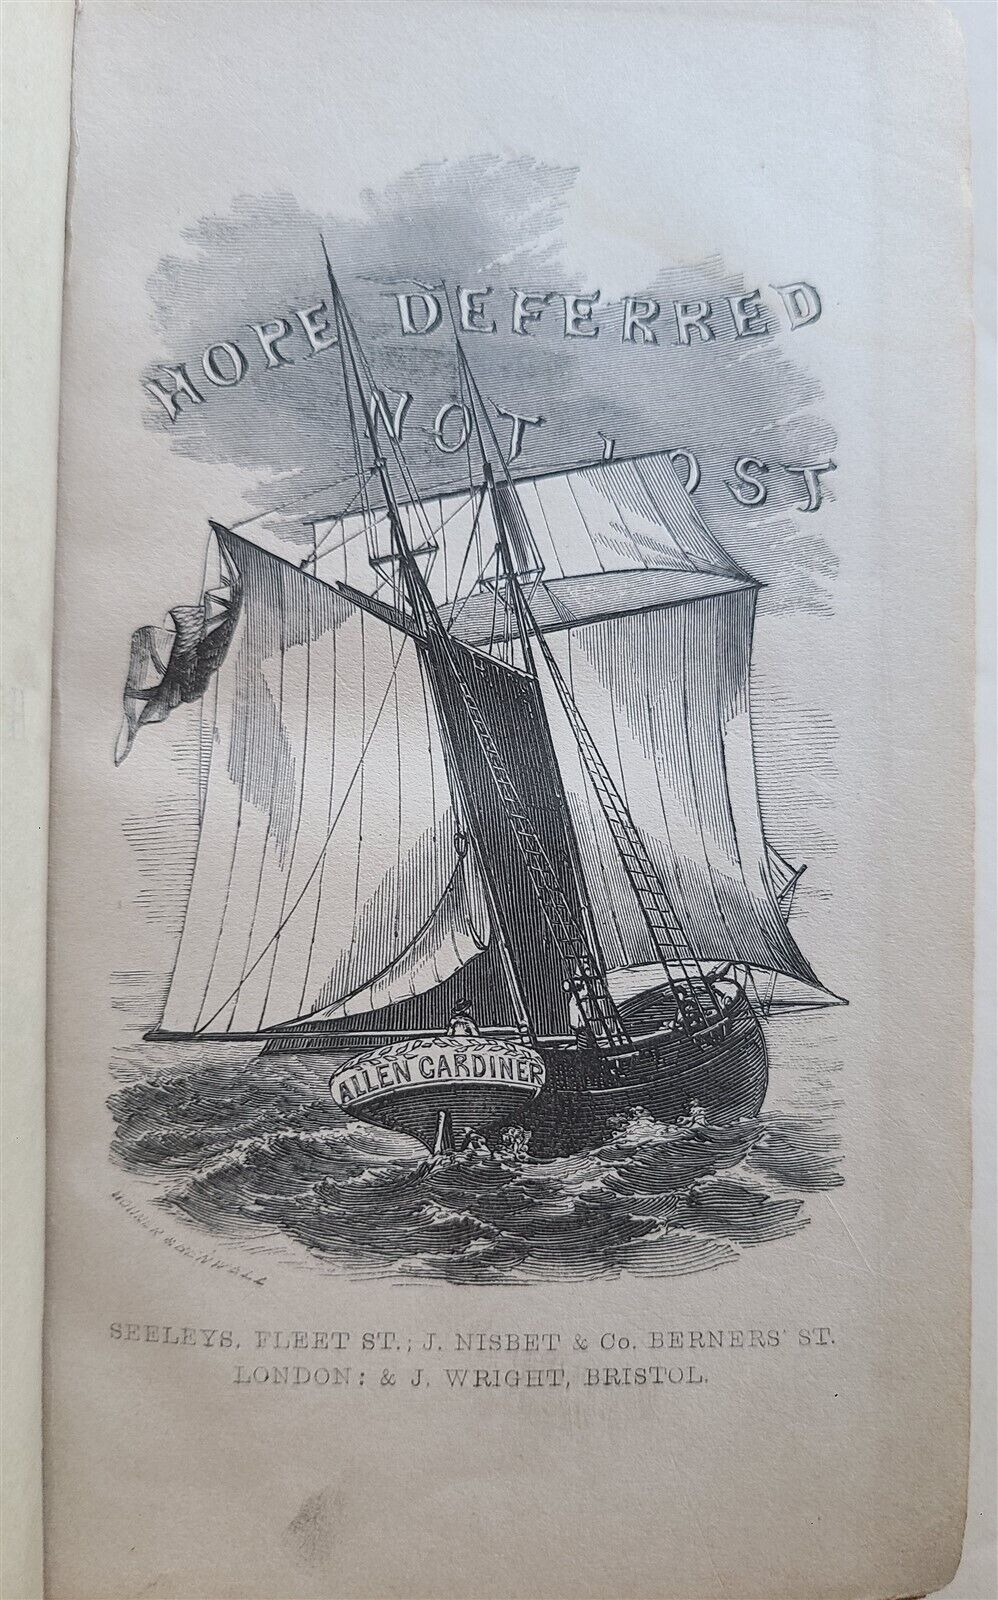 HOPE DEFERRED
NOT LOST
ALLEN GARDINER
SEELEYS, FLEET ST.; J. NISBET & Co. BERNERS' ST.
LONDON: & J. WRIGHT, BRISTOL.